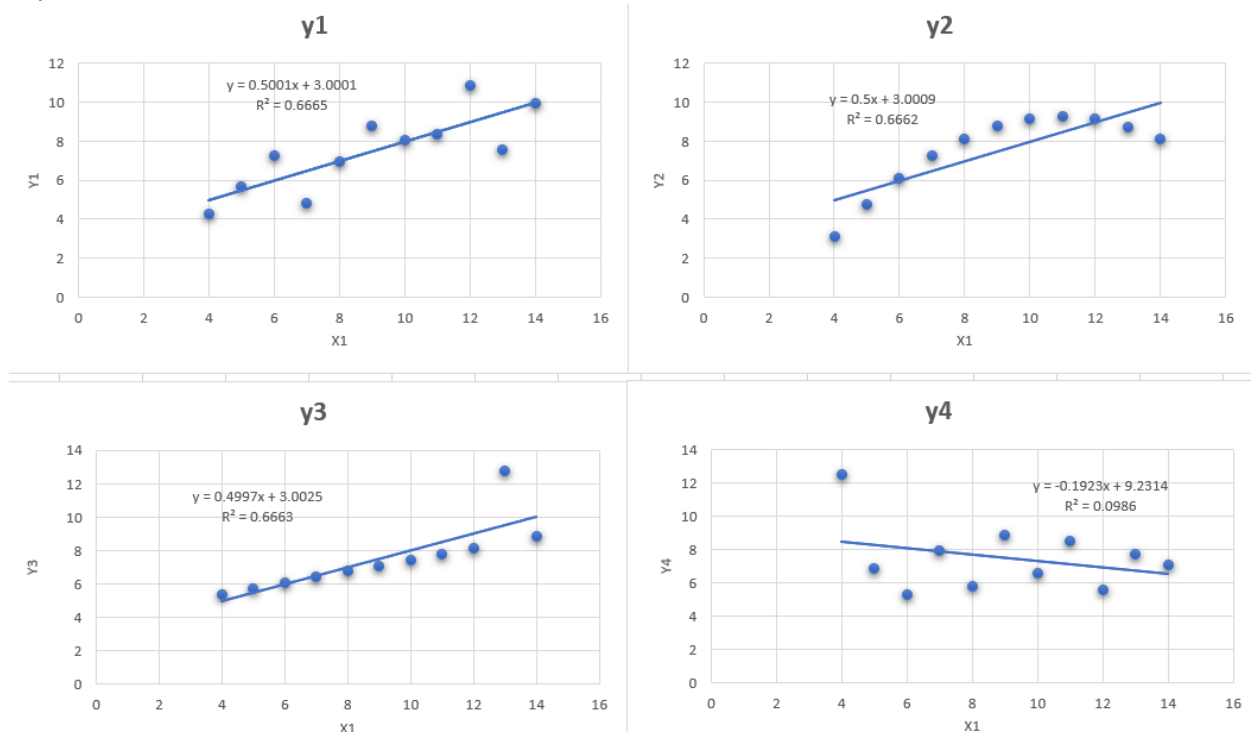 y1
y = 0.5001x + 3.0001
R² = 0.6665
12
10
8
6
4
2
0
Y1
0 2 4 6 8 10 12 14 16
X1
y2
y = 0.5x + 3.0009
R² = 0.6662
12
10
8
6
4
2
0
Y2
0 2 4 6 8 10 12 14 16
X1
y3
y = 0.4997x + 3.0025
R² = 0.6663
14
12
10
8
6
4
2
0
Y3
0 2 4 6 8 10 12 14 16
X1
y4
y = -0.1923x + 9.2314
R² = 0.0986
14
12
10
8
6
4
2
0
Y4
0 2 4 6 8 10 12 14 16
X1